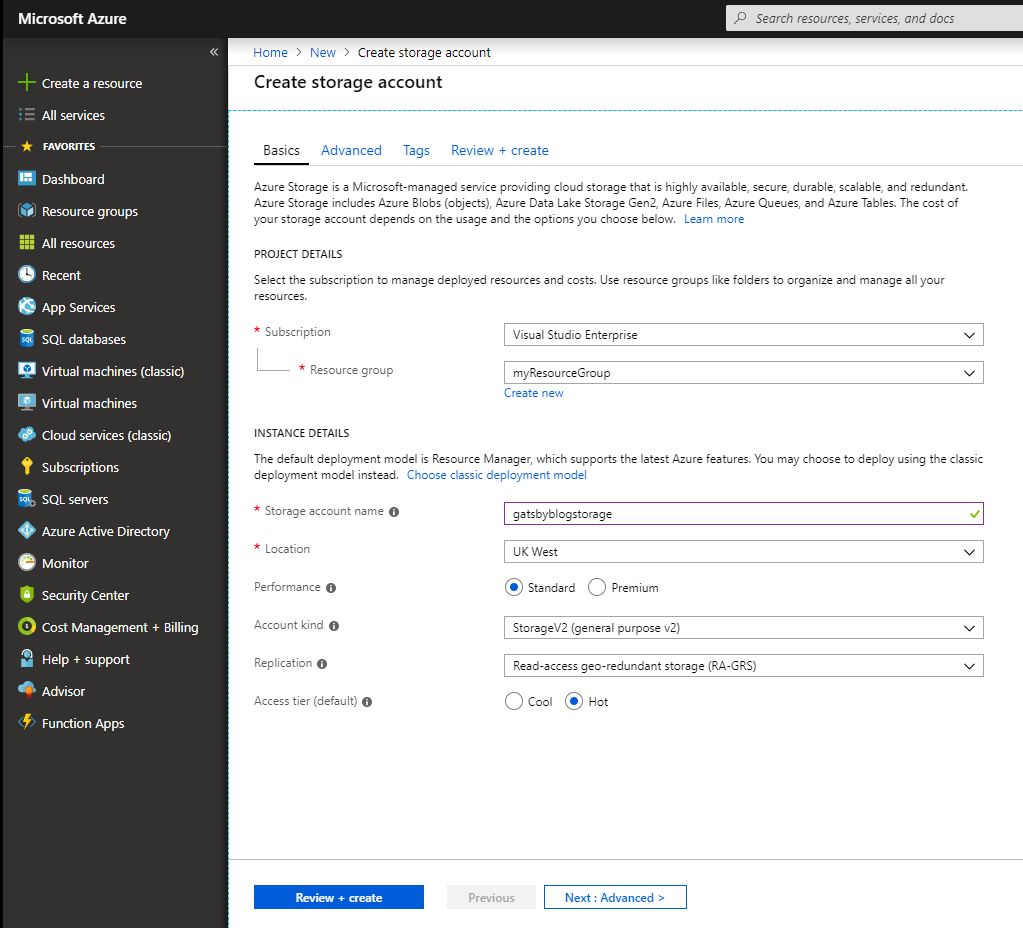 Microsoft Azure
Search resources, services, and docs
«
Create a resource
All services
FAVORITES
Dashboard
Resource groups
All resources
Recent
App Services
SQL databases
Virtual machines (classic)
Virtual machines
Cloud services (classic)
Subscriptions
SQL servers
Azure Active Directory
Monitor
Security Center
Cost Management + Billing
Help + support
Advisor
Function Apps
Home > New > Create storage account
Create storage account
Basics Advanced Tags Review + create
Azure Storage is a Microsoft-managed service providing cloud storage that is highly available, secure, durable, scalable, and redundant.
Azure Storage includes Azure Blobs (objects), Azure Data Lake Storage Gen2, Azure Files, Azure Queues, and Azure Tables. The cost of
your storage account depends on the usage and the options you choose below. Learn more
PROJECT DETAILS
Select the subscription to manage deployed resources and costs. Use resource groups like folders to organize and manage all your
resources.
* Subscription Visual Studio Enterprise
* Resource group myResourceGroup
Create new
INSTANCE DETAILS
The default deployment model is Resource Manager, which supports the latest Azure features. You may choose to deploy using the classic
deployment model instead. Choose classic deployment model
* Storage account name gatsbyblogstorage
* Location UK West
Performance Standard Premium
Account kind StorageV2 (general purpose v2)
Replication Read-access geo-redundant storage (RA-GRS)
Access tier (default) Cool Hot
Review + create Previous Next : Advanced >